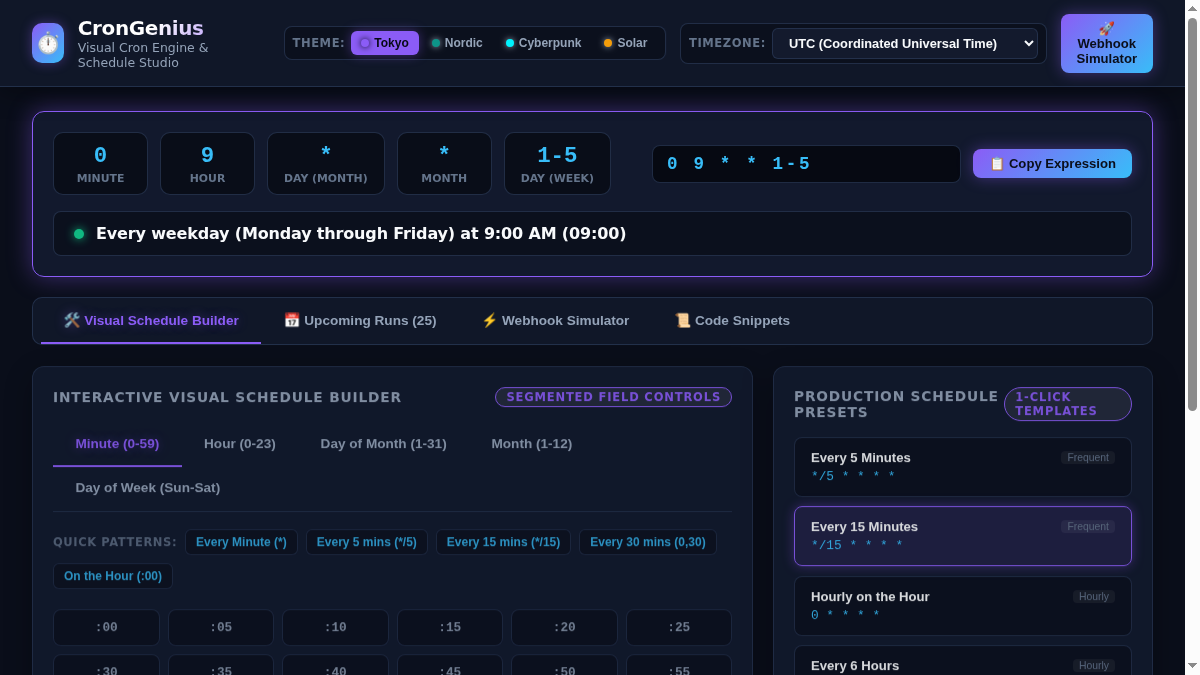 CronGenius
Visual Cron Engine &
Schedule Studio
THEME: Tokyo Nordic Cyberpunk Solar
TIMEZONE: UTC (Coordinated Universal Time)
🚀
Webhook
Simulator
0 9 * * 1-5
MINUTE HOUR DAY (MONTH) MONTH DAY (WEEK)
0 9 * * 1-5
📋 Copy Expression
Every weekday (Monday through Friday) at 9:00 AM (09:00)
🛠️ Visual Schedule Builder 📅 Upcoming Runs (25) ⚡ Webhook Simulator 📜 Code Snippets
INTERACTIVE VISUAL SCHEDULE BUILDER
SEGMENTED FIELD CONTROLS
Minute (0-59) Hour (0-23) Day of Month (1-31) Month (1-12)
Day of Week (Sun-Sat)
QUICK PATTERNS: Every Minute (*) Every 5 mins (*/5) Every 15 mins (*/15) Every 30 mins (0,30)
On the Hour (:00)
:00 :05 :10 :15 :20 :25
:30 :35 :40 :45 :50 :55
PRODUCTION SCHEDULE
PRESETS
1-CLICK
TEMPLATES
Every 5 Minutes Frequent
*/5 * * * *
Every 15 Minutes Frequent
*/15 * * * *
Hourly on the Hour Hourly
0 * * * *
Every 6 Hours Hourly